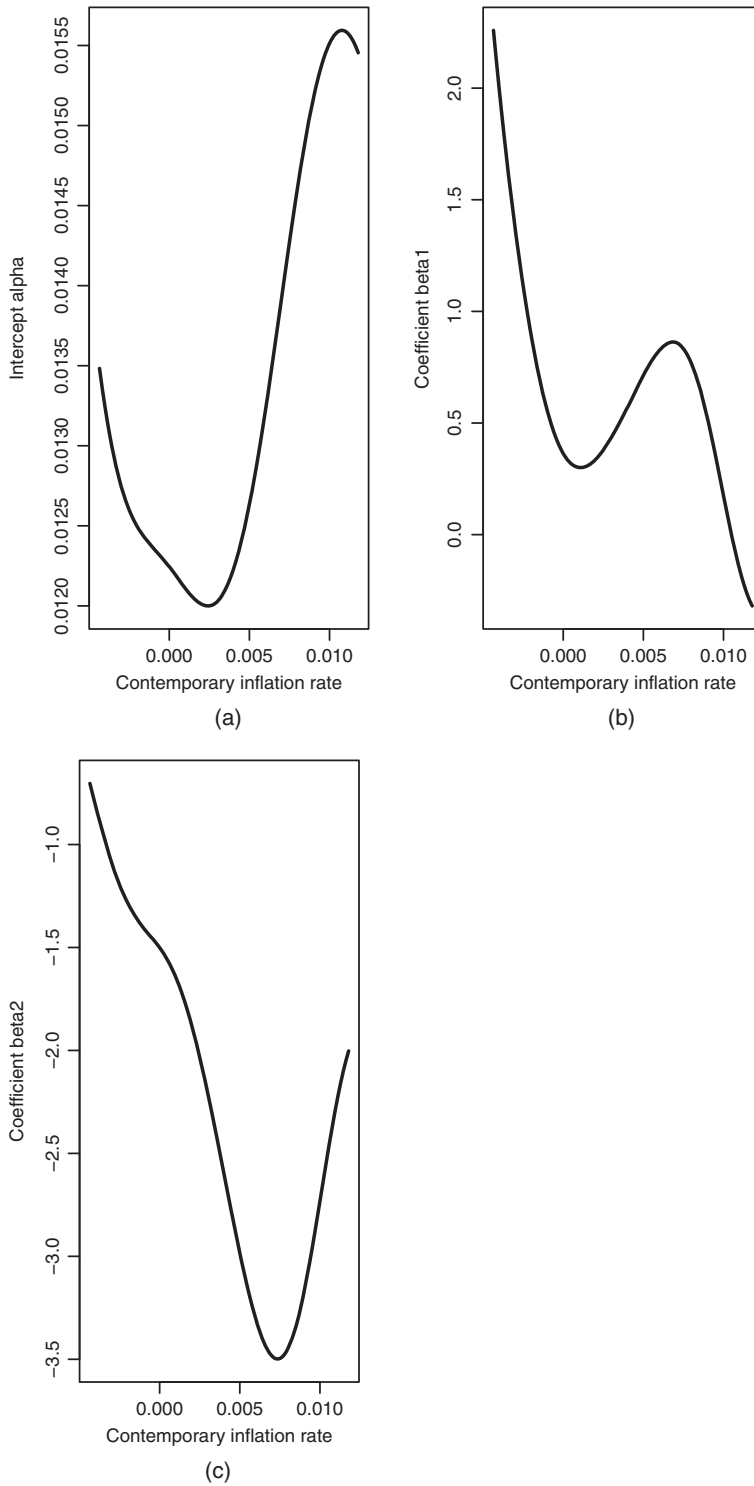 Intercept alpha
0.0155
0.0150
0.0145
0.0140
0.0135
0.0130
0.0125
0.0120
0.000 0.005 0.010
Contemporary inflation rate
(a)
Coefficient beta1
2.0
1.5
1.0
0.5
0.0
0.000 0.005 0.010
Contemporary inflation rate
(b)
Coefficient beta2
−1.0
−1.5
−2.0
−2.5
−3.0
−3.5
0.000 0.005 0.010
Contemporary inflation rate
(c)